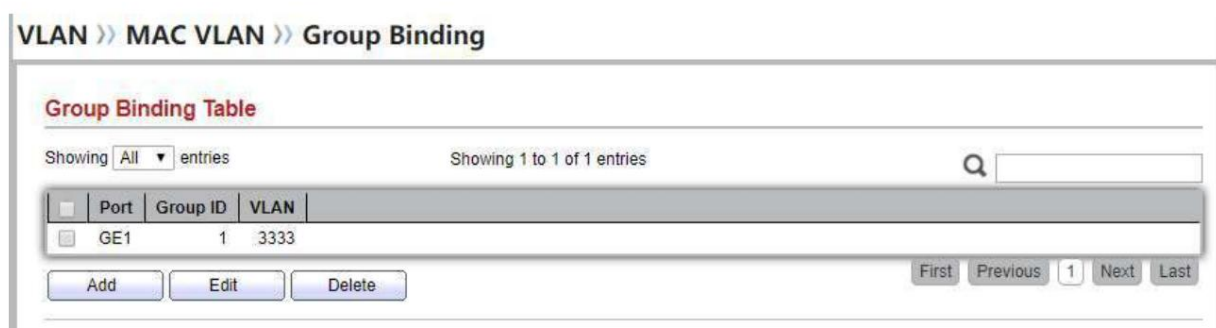 VLAN 》 MAC VLAN 》 Group Binding
Group Binding Table
Showing All ▼ entries Showing 1 to 1 of 1 entries
Port Group ID VLAN
GE1 1 3333
Add Edit Delete First Previous 1 Next Last